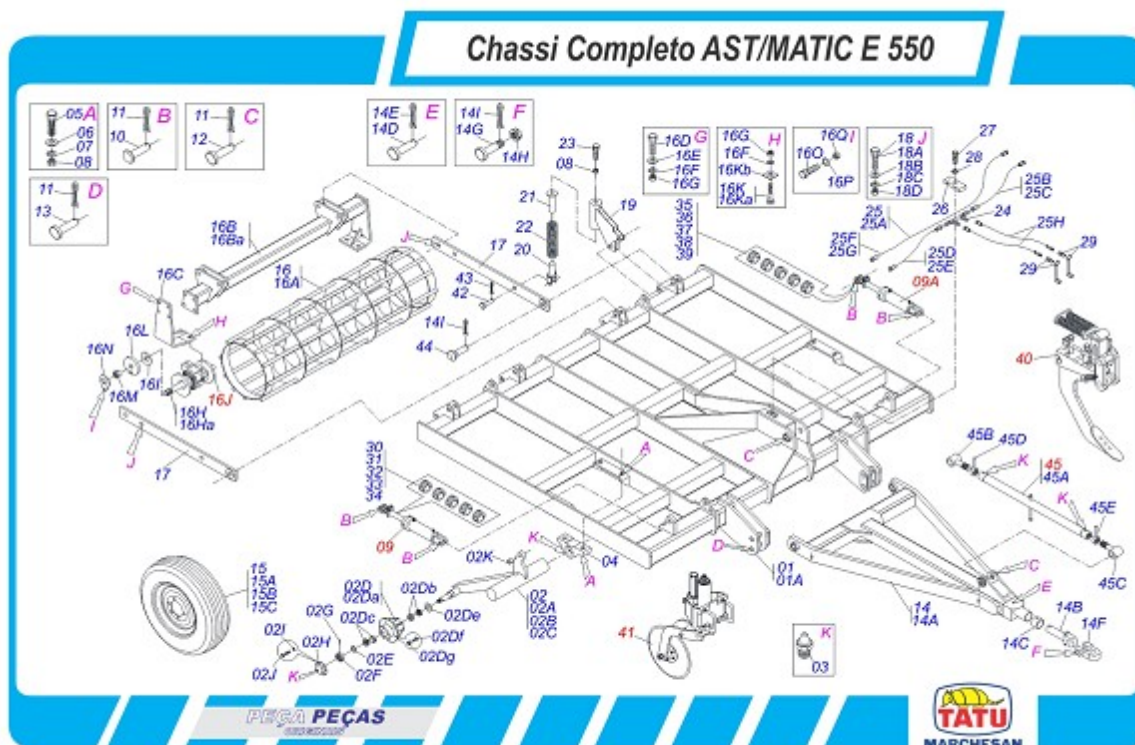 Chassi Completo AST/MATIC E 550
05 A
06
07
08
11 B
10
11 C
12
11 D
13
14E E
14D
14I F
14G
14H
23
08
19
21
22
20
16D G
16E
16F
16G
16G H
16F
16Kb
16K
16Ka
16Q I
16O
16P
18 J
18A
18B
18C
18D
27
28
26
25
25A
24
25B
25C
25H
25F
25G
25D
25E
29
29
09A
B
B
35
36
37
38
39
16B
16Ba
16C
G
H
16
16A
J
17
43
42
14I
44
16L
16N
16I
16M
16J
16H
16Ha
I
J
17
40
30
31
32
B
09
B
A
C
K
04
A
D
01
01A
45B
45D
K
45
45A
K
45E
45C
C
E
14
14A
14B
14C
14F
F
15
15A
15B
15C
02K
02D
02Da
02Db
02De
02Dc
02G
02I
02H
02J
K
02E
02F
02Df
02Dg
02
02A
02B
02C
41
K
03
PEÇA PEÇAS
ORIGINAIS
TATU
MARCHESAN